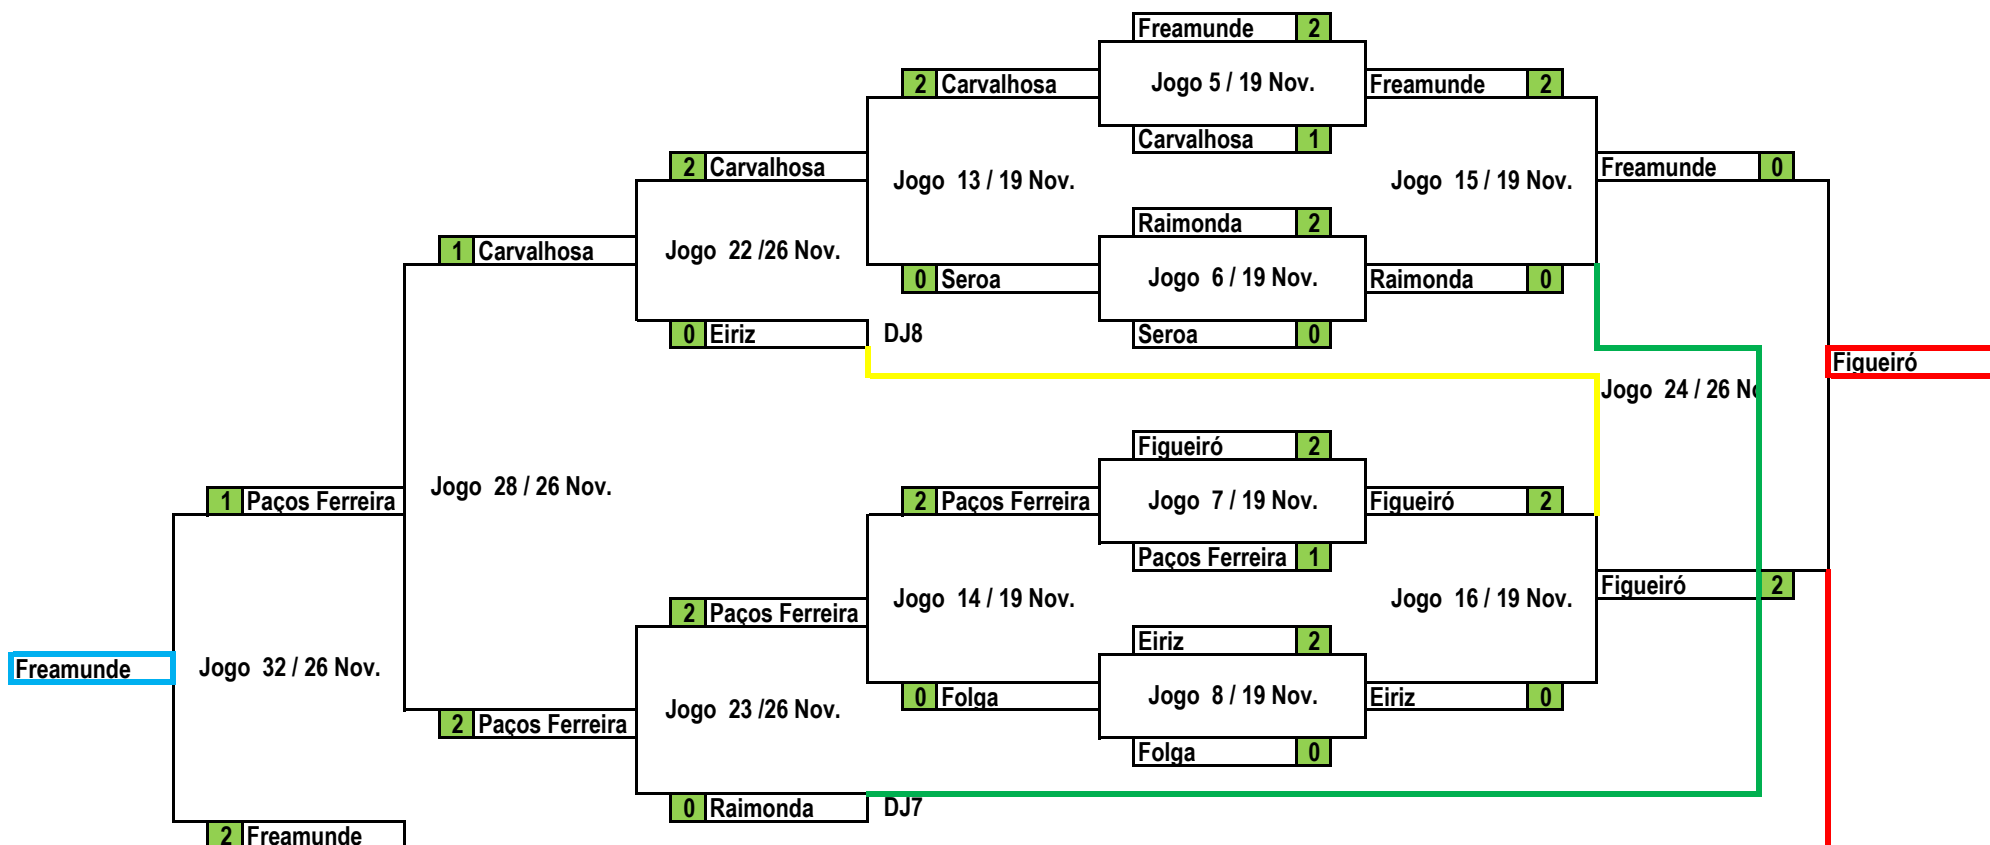 Freamunde 2
2 Carvalhosa Jogo 5 / 19 Nov. Freamunde 2
Carvalhosa 1
2 Carvalhosa Freamunde 0
Jogo 13 / 19 Nov. Jogo 15 / 19 Nov.
Raimonda 2
1 Carvalhosa Jogo 22 /26 Nov.
0 Seroa Jogo 6 / 19 Nov. Raimonda 0
0 Eiriz DJ8 Seroa 0
Figueiró
Jogo 24 / 26
Figueiró 2
Jogo 28 / 26 Nov.
1 Paços Ferreira 2 Paços Ferreira Jogo 7 / 19 Nov. Figueiró 2
Paços Ferreira 1
Figueiró 2
Jogo 14 / 19 Nov. Jogo 16 / 19 Nov.
2 Paços Ferreira
Eiriz 2
Freamunde Jogo 32 / 26 Nov.
0 Folga Jogo 8 / 19 Nov. Eiriz 0
Jogo 23 /26 Nov.
2 Paços Ferreira
Folga 0
0 Raimonda DJ7
2 Freamunde